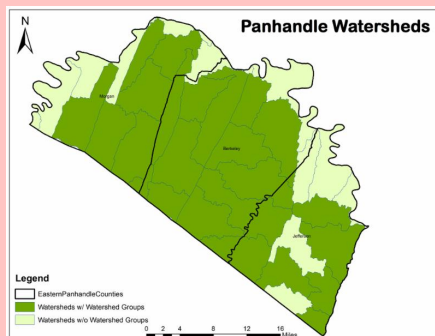 Panhandle Watersheds
N
Morgan
Berkeley
Jefferson
Legend
EasternPanhandleCounties
Watersheds w/ Watershed Groups
Watersheds w/o Watershed Groups
0 2 4 8 12 16
Miles